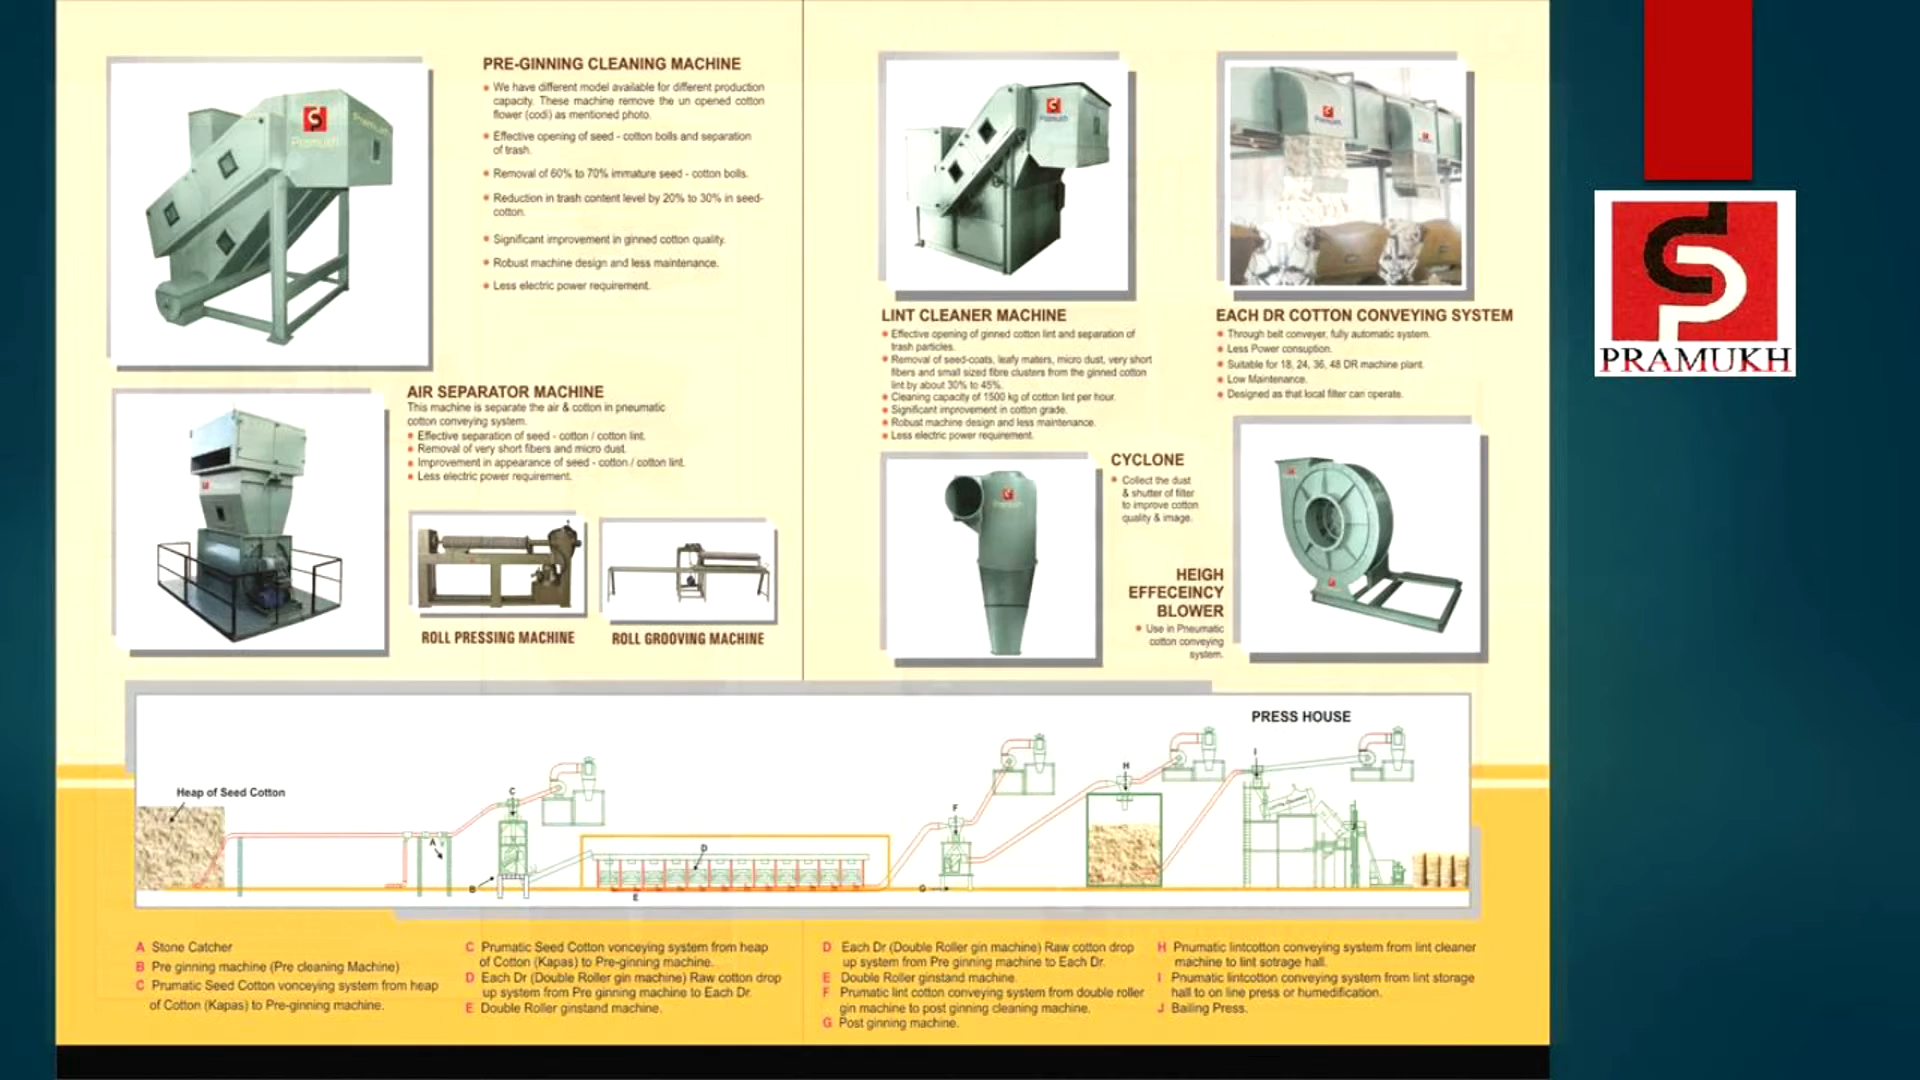 PRE-GINNING CLEANING MACHINE
• We have different model available for different production
capacity. These machine remove the un opened cotton
flower (codi) as mentioned photo.
• Effective opening of seed - cotton bolls and separation
of trash.
• Removal of 60% to 70% immature seed - cotton bolls.
• Reduction in trash content level by 20% to 30% in seed-
cotton.
• Significant improvement in ginned cotton quality.
• Robust machine design and less maintenance.
• Less electric power requirement.
Pramukh
Pramukh
AIR SEPARATOR MACHINE
This machine is separate the air & cotton in pneumatic
cotton conveying system.
• Effective separation of seed - cotton / cotton lint.
• Removal of very short fibers and micro dust.
• Improvement in appearance of seed - cotton / cotton lint.
• Less electric power requirement.
ROLL PRESSING MACHINE
ROLL GROOVING MACHINE
Pramukh
LINT CLEANER MACHINE
• Effective opening of ginned cotton lint and separation of
trash particles.
• Removal of seed-coats, leafy maters, micro dust, very short
fibers and small sized fibre clusters from the ginned cotton
lint by about 30% to 45%.
• Cleaning capacity of 1500 kg of cotton lint per hour.
• Significant improvement in cotton grade.
• Robust machine design and less maintenance.
• Less electric power requirement.
Pramukh
EACH DR COTTON CONVEYING SYSTEM
• Through belt conveyer, fully automatic system.
• Less Power consuption.
• Suitable for 18, 24, 36, 48 DR machine plant.
• Low Maintenance.
• Designed as that local filter can operate.
CYCLONE
• Collect the dust
& shutter of filter
to improve cotton
quality & image.
HEIGH
EFFECEINCY
BLOWER
• Use in Pneumatic
cotton conveying
system.
PRAMUKH
PRESS HOUSE
Heap of Seed Cotton
A
B
C
D
E
F
G
H
I
J
A Stone Catcher
B Pre ginning machine (Pre cleaning Machine)
C Prumatic Seed Cotton vonceying system from heap
of Cotton (Kapas) to Pre-ginning machine.
C Prumatic Seed Cotton vonceying system from heap
of Cotton (Kapas) to Pre-ginning machine.
D Each Dr (Double Roller gin machine) Raw cotton drop
up system from Pre ginning machine to Each Dr.
E Double Roller ginstand machine.
D Each Dr (Double Roller gin machine) Raw cotton drop
up system from Pre ginning machine to Each Dr.
E Double Roller ginstand machine.
F Prumatic lint cotton conveying system from double roller
gin machine to post ginning cleaning machine.
G Post ginning machine.
H Pnumatic lintcotton conveying system from lint cleaner
machine to lint sotrage hall.
I Pnumatic lintcotton conveying system from lint storage
hall to on line press or humedification.
J Bailing Press.